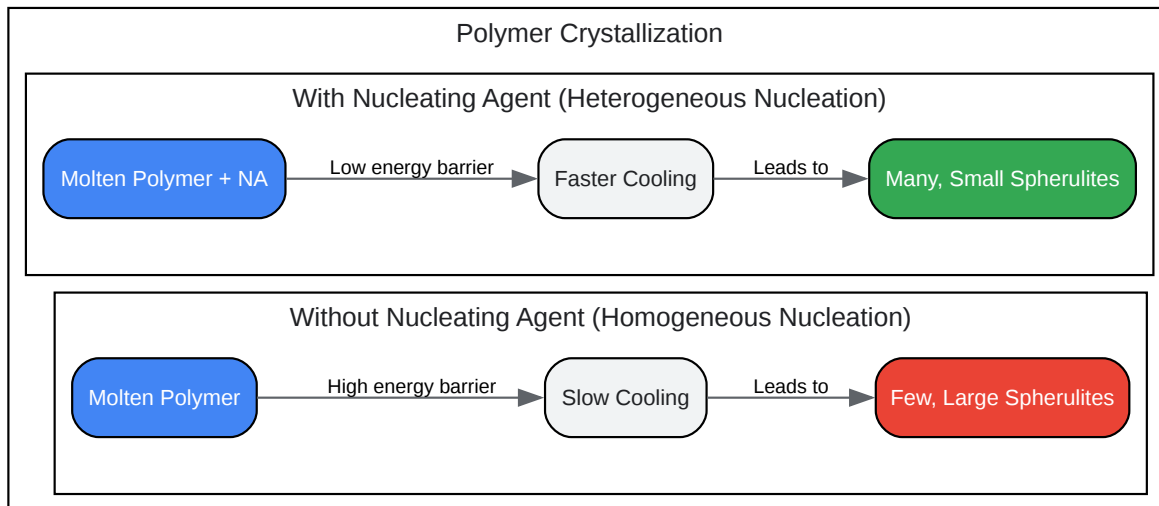 Polymer Crystallization
With Nucleating Agent (Heterogeneous Nucleation)
Molten Polymer + NA
Low energy barrier
Faster Cooling
Leads to
Many, Small Spherulites
Without Nucleating Agent (Homogeneous Nucleation)
Molten Polymer
High energy barrier
Slow Cooling
Leads to
Few, Large Spherulites